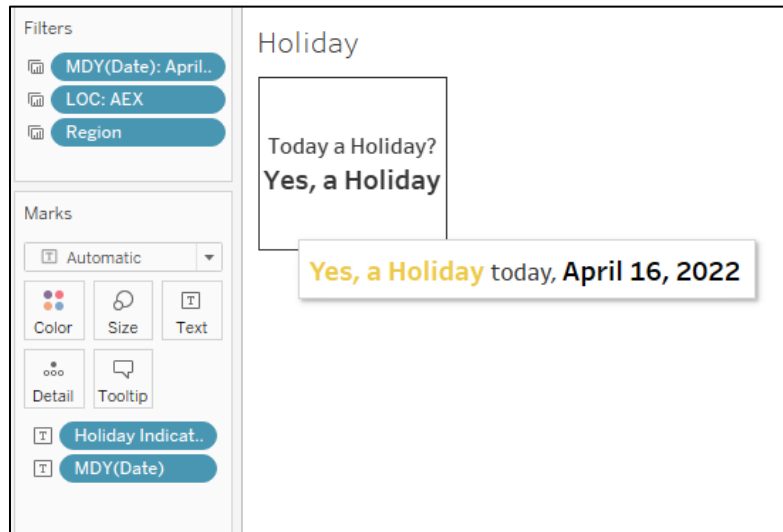 Filters
MDY(Date): April..
LOC: AEX
Region
Marks
Automatic
Color
Size
Text
Detail
Tooltip
Holiday Indicat..
MDY(Date)
Holiday
Today a Holiday?
Yes, a Holiday
Yes, a Holiday today, April 16, 2022